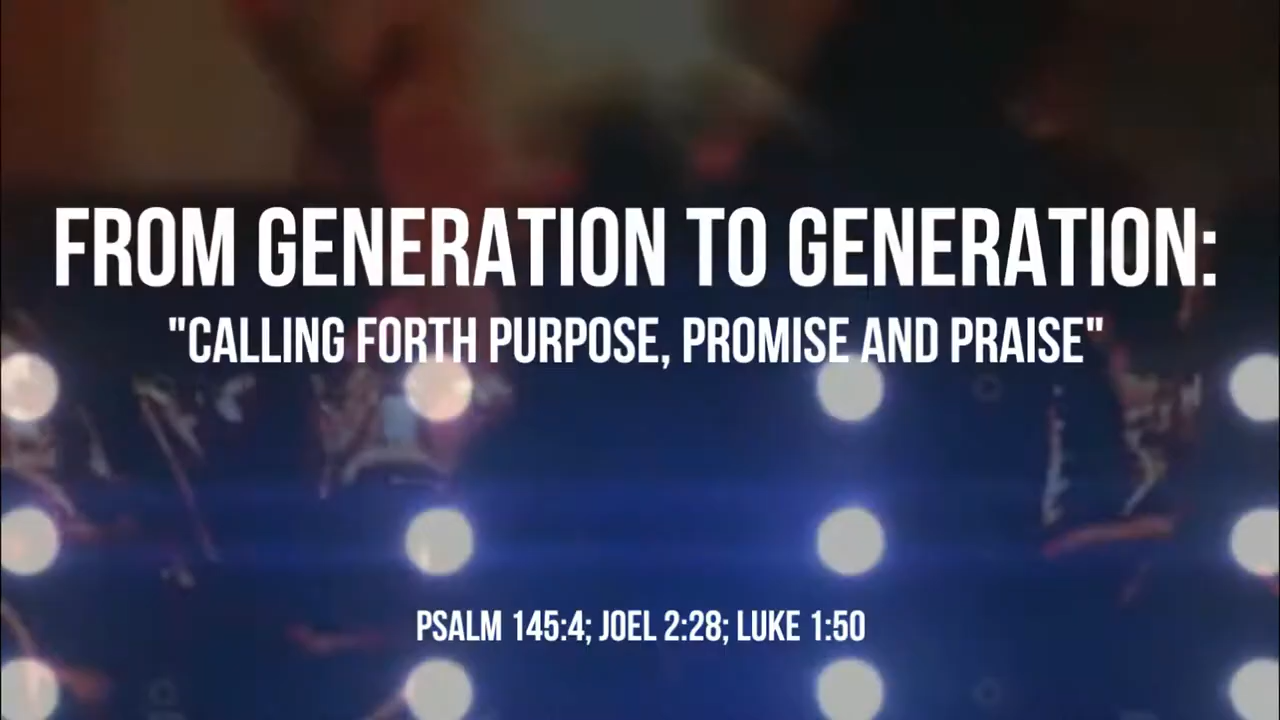 FROM GENERATION TO GENERATION:
"CALLING FORTH PURPOSE, PROMISE AND PRAISE"
PSALM 145:4; JOEL 2:28; LUKE 1:50